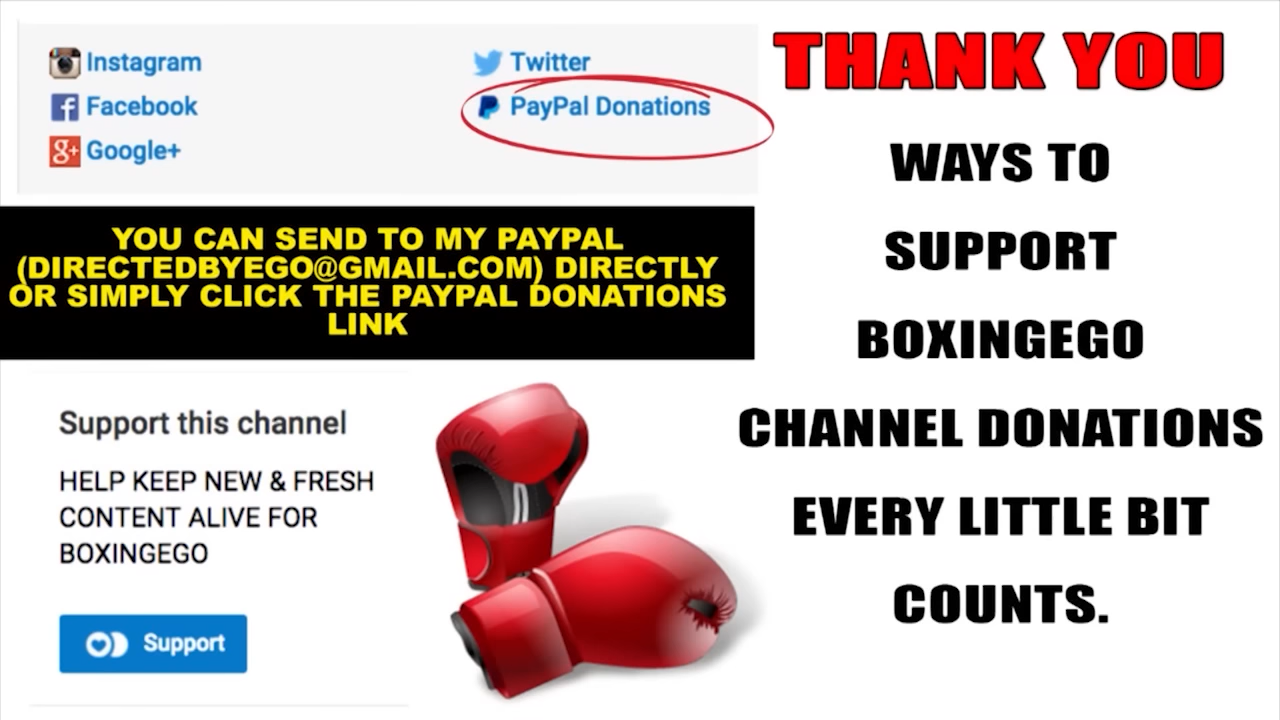 Instagram
Twitter
Facebook
PayPal Donations
Google+
YOU CAN SEND TO MY PAYPAL
(DIRECTEDBYEGO@GMAIL.COM) DIRECTLY
OR SIMPLY CLICK THE PAYPAL DONATIONS
LINK
Support this channel
HELP KEEP NEW & FRESH
CONTENT ALIVE FOR
BOXINGEGO
Support
THANK YOU
WAYS TO
SUPPORT
BOXINGEGO
CHANNEL DONATIONS
EVERY LITTLE BIT
COUNTS.